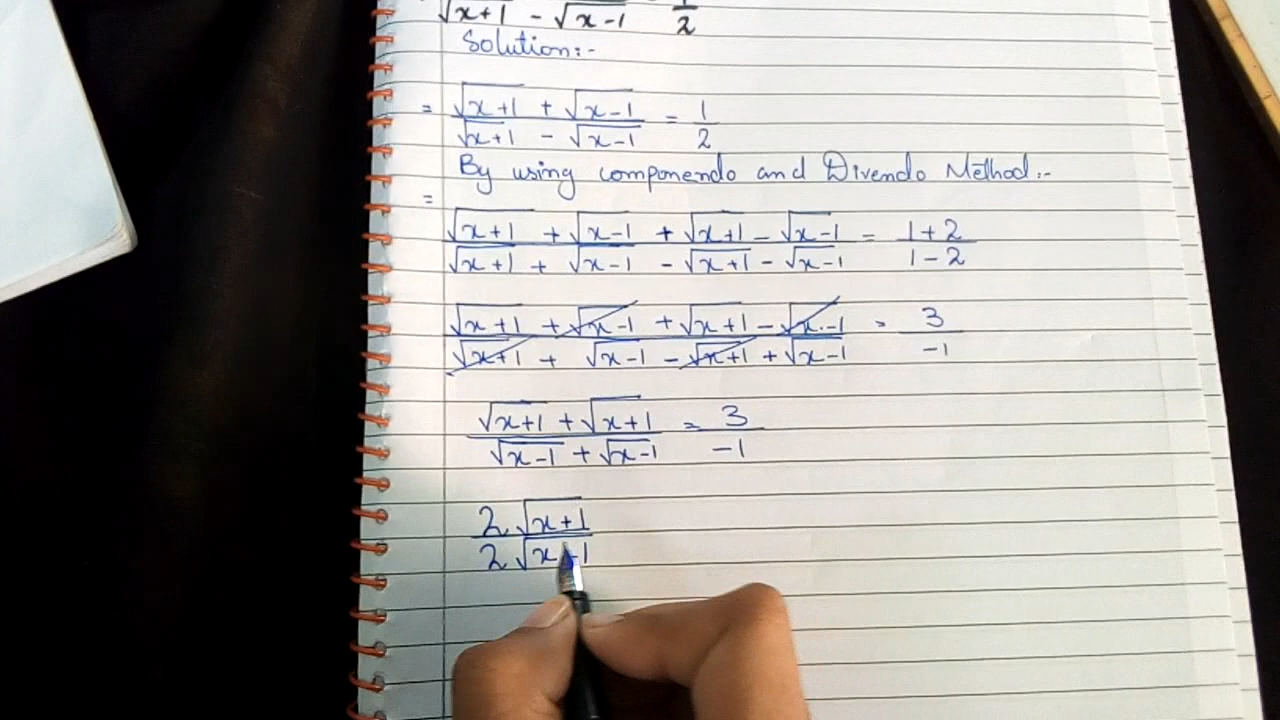 √x+1 - √x-1 2
Solution:-
= √x+1 + √x-1 / √x+1 - √x-1 = 1/2
By using componendo and Divendo Method:-
=
√x+1 + √x-1 + √x+1 - √x-1 / √x+1 + √x-1 - √x+1 - √x-1 = 1+2 / 1-2
√x+1 + √x-1 + √x+1 - √x-1 / √x+1 + √x-1 - √x+1 + √x-1 = 3 / -1
√x+1 + √x+1 / √x-1 + √x-1 = 3 / -1
2√x+1 / 2√x-1